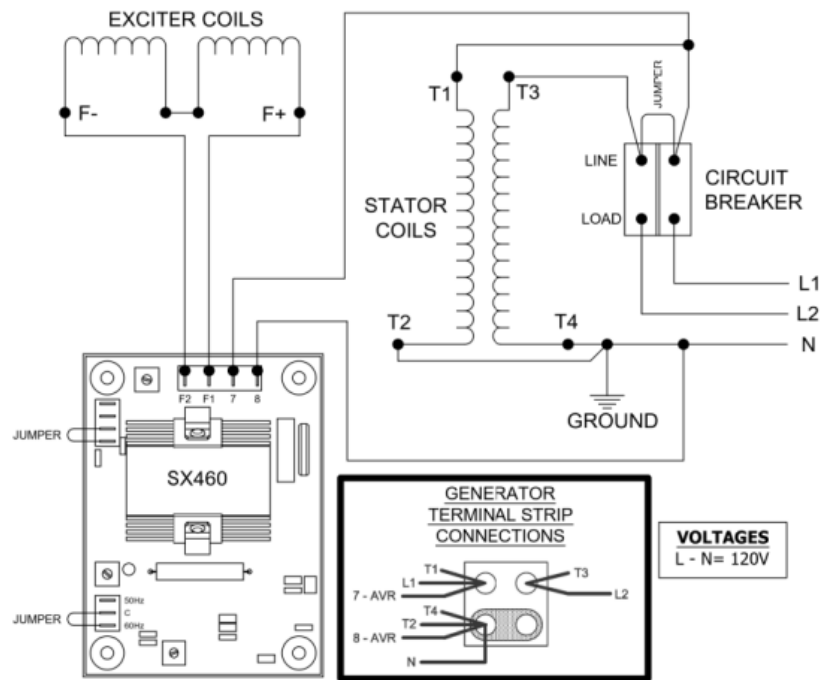 EXCITER COILS
F-
F+
T1
T3
JUMPER
LINE
CIRCUIT
BREAKER
LOAD
STATOR
COILS
L1
L2
T2
T4
N
GROUND
F2 F1 7 8
JUMPER
SX460
50Hz
C
60Hz
JUMPER
GENERATOR
TERMINAL STRIP
CONNECTIONS
T1
L1
7 - AVR
T3
L2
T4
T2
8 - AVR
N
VOLTAGES
L - N= 120V